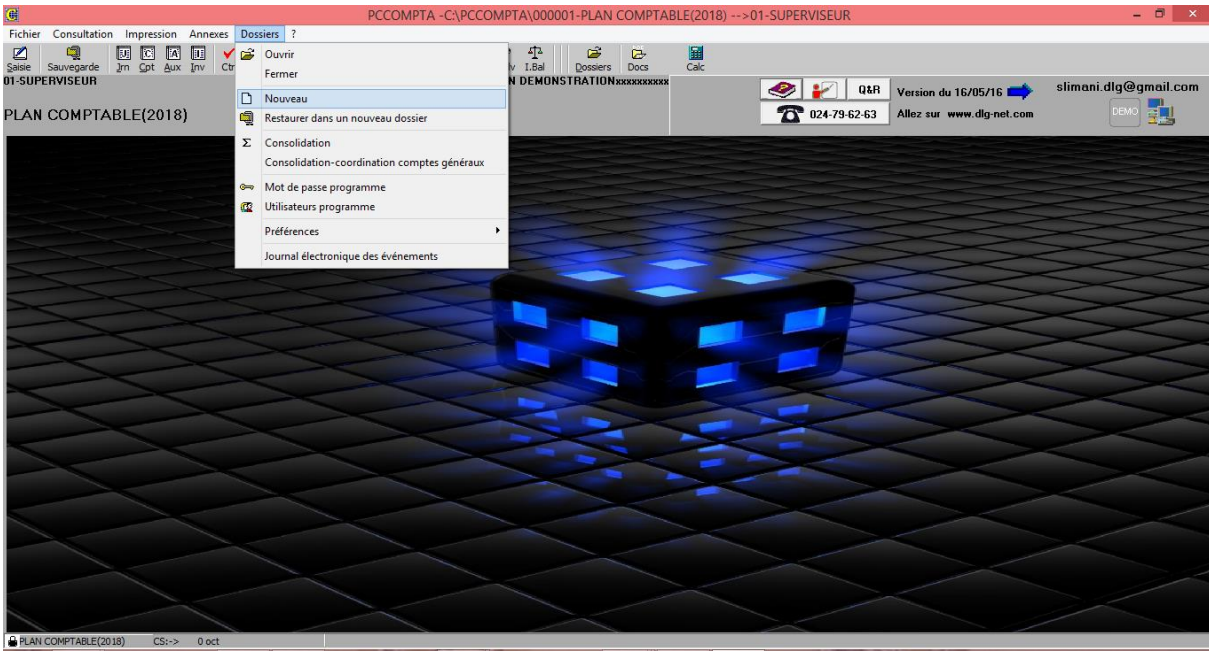 PCCOMPTA -C:\PCCOMPTA\000001-PLAN COMPTABLE(2018) -->01-SUPERVISEUR
Fichier Consultation Impression Annexes Dossiers ?
Saisie Sauvegarde Jrn Cpt Aux Inv Ctr I.Bal Dossiers Docs Calc
01-SUPERVISEUR
N DEMONSTRATIONxxxxxxxxxx
PLAN COMPTABLE(2018)
Q&R
Version du 16/05/16
slimani.dlg@gmail.com
024-79-62-63
Allez sur www.dlg-net.com
DEMO
Ouvrir
Fermer
Nouveau
Restaurer dans un nouveau dossier
Σ Consolidation
Consolidation-coordination comptes généraux
Mot de passe programme
Utilisateurs programme
Préférences
Journal électronique des événements
PLAN COMPTABLE(2018) CS:-> 0 oct